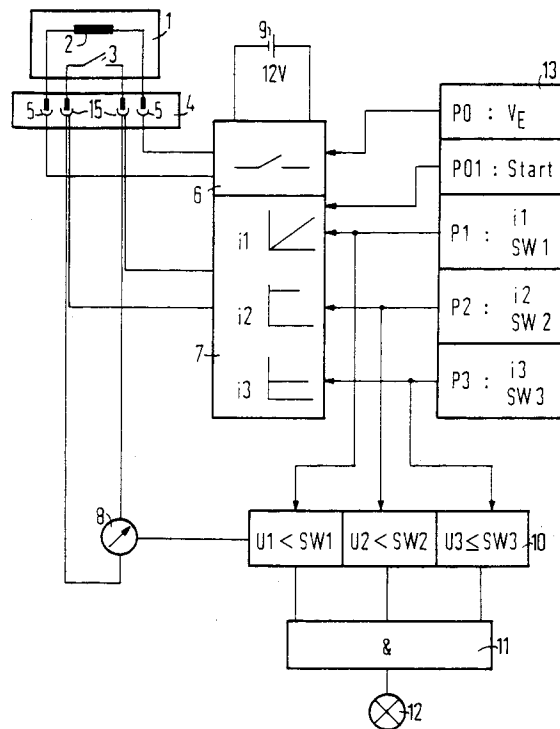 1
2
3
9
12V
13
5
15
5
4
P0 : VE
P01 : Start
6
i1
P1 : i1
SW 1
i2
P2 : i2
SW 2
7
i3
P3 : i3
SW 3
8
U1 < SW1
U2 < SW2
U3 ≤ SW3
10
&
11
12